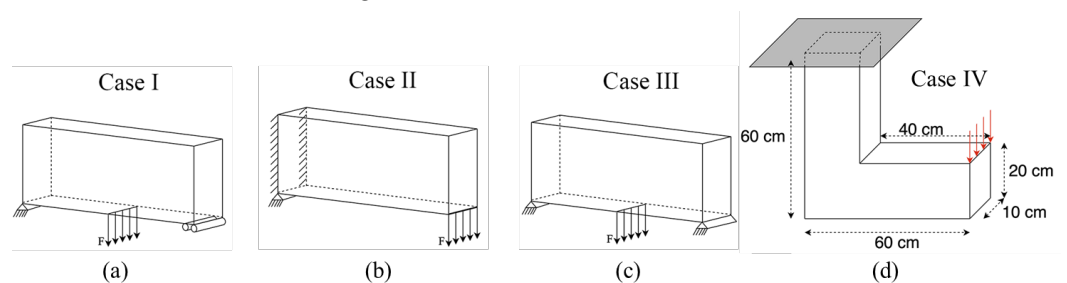 Case I
F
(a)
Case II
F
(b)
Case III
F
(c)
Case IV
60 cm
40 cm
20 cm
10 cm
60 cm
(d)